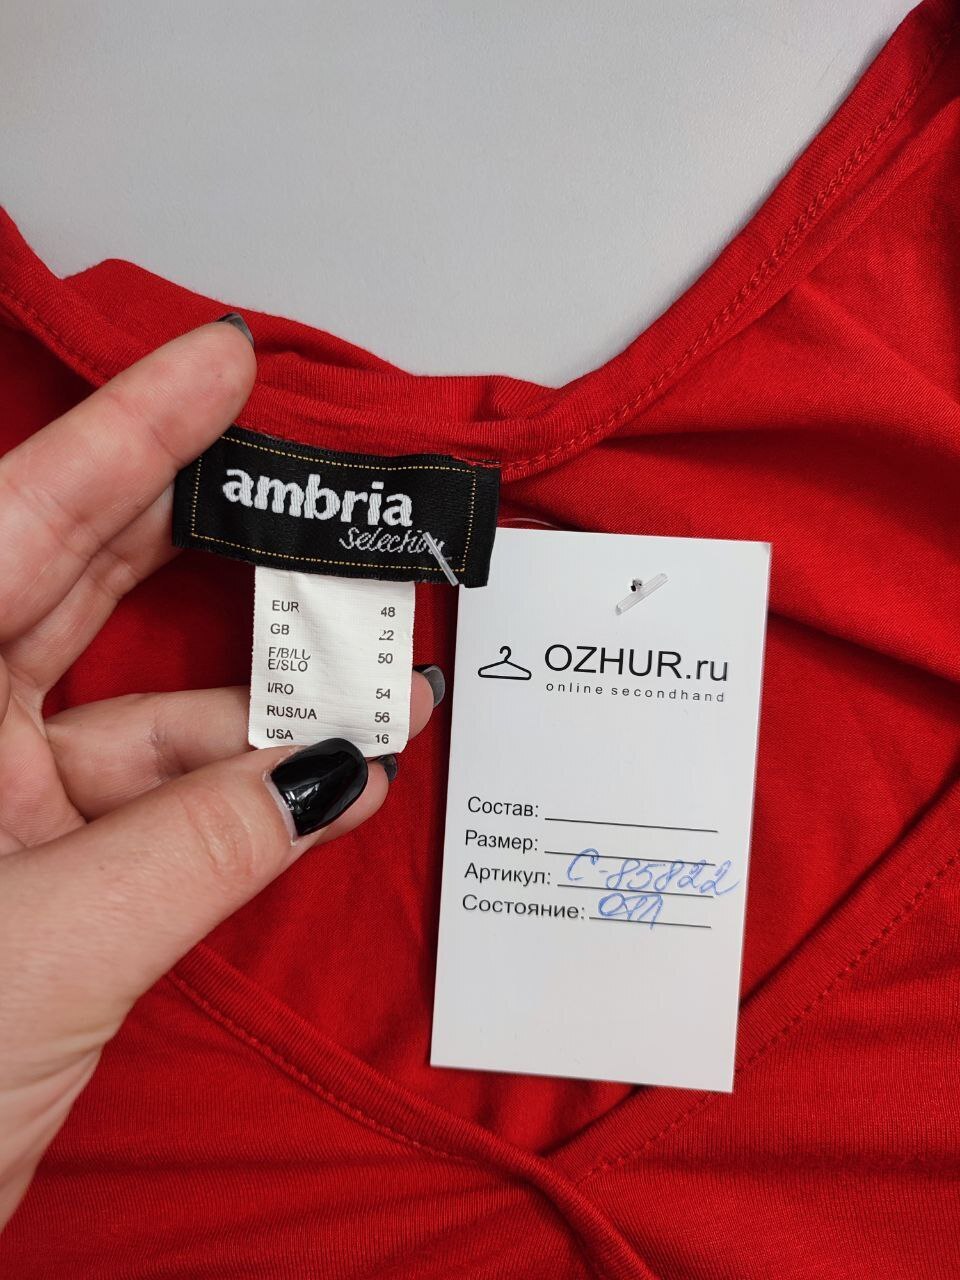 ambria
Selection
EUR 48
GB 22
F/B/LU
E/SLO 50
I/RO 54
RUS/UA 56
USA 16
OZHUR.ru
online secondhand
Состав:
Размер:
Артикул: С-85822
Состояние: отл